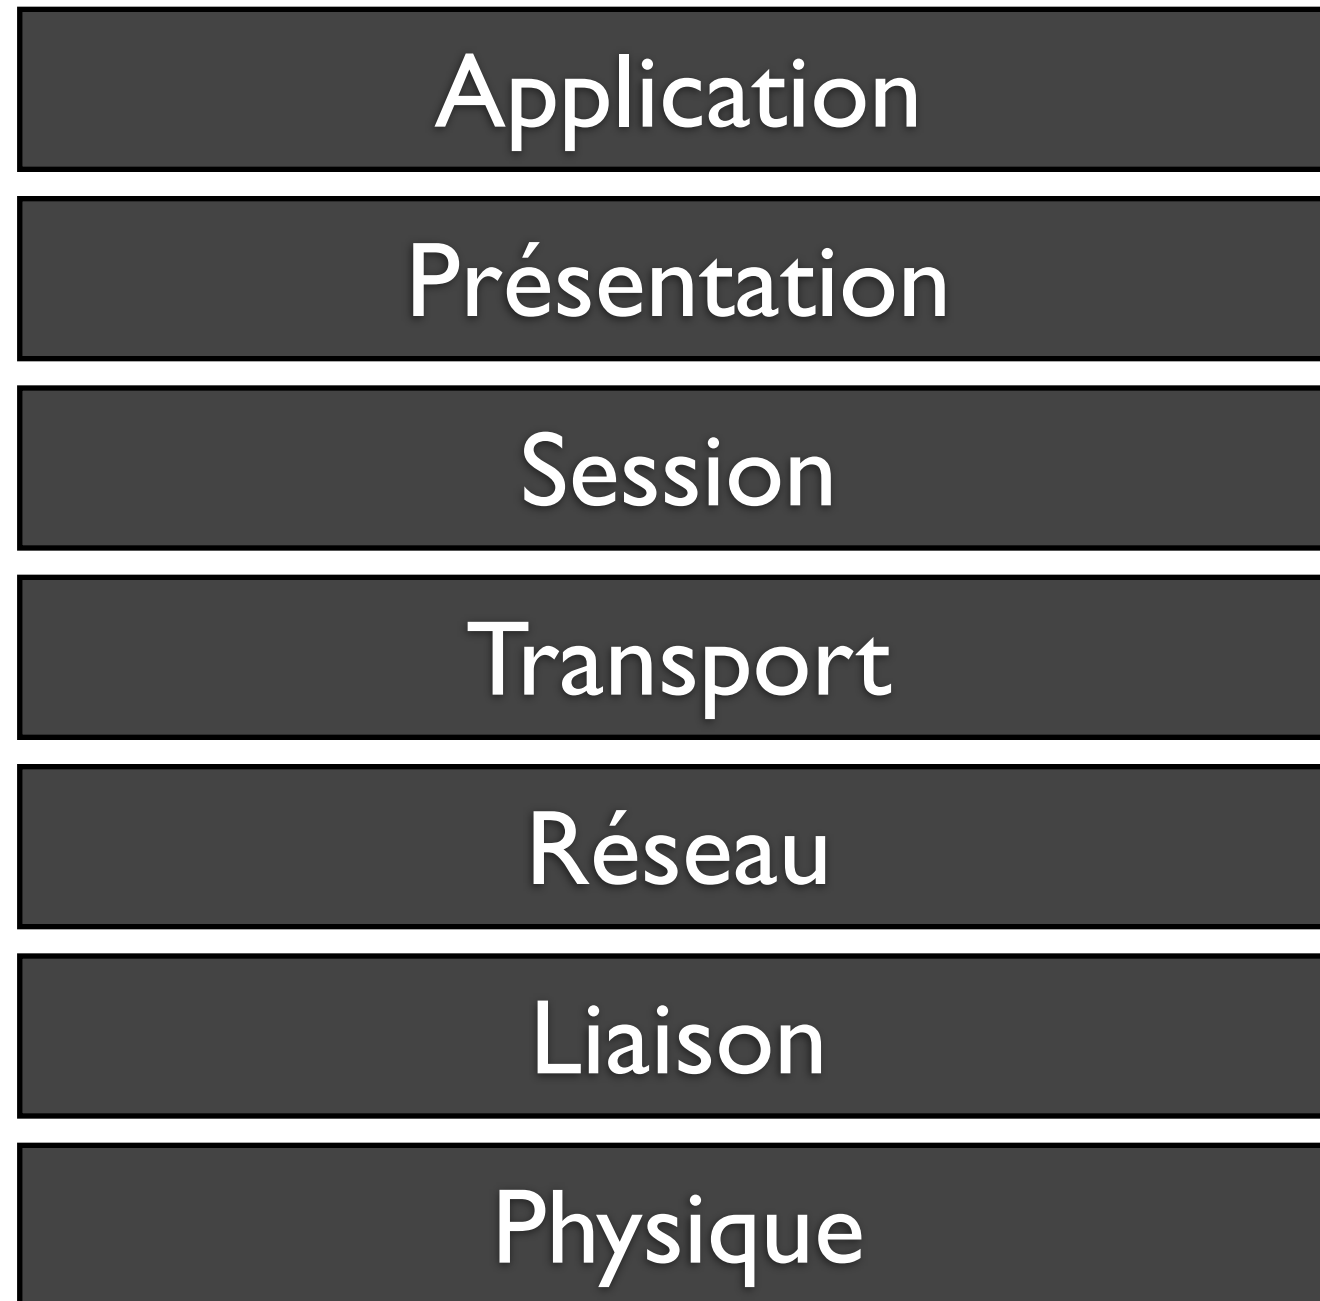 Application
Présentation
Session
Transport
Réseau
Liaison
Physique